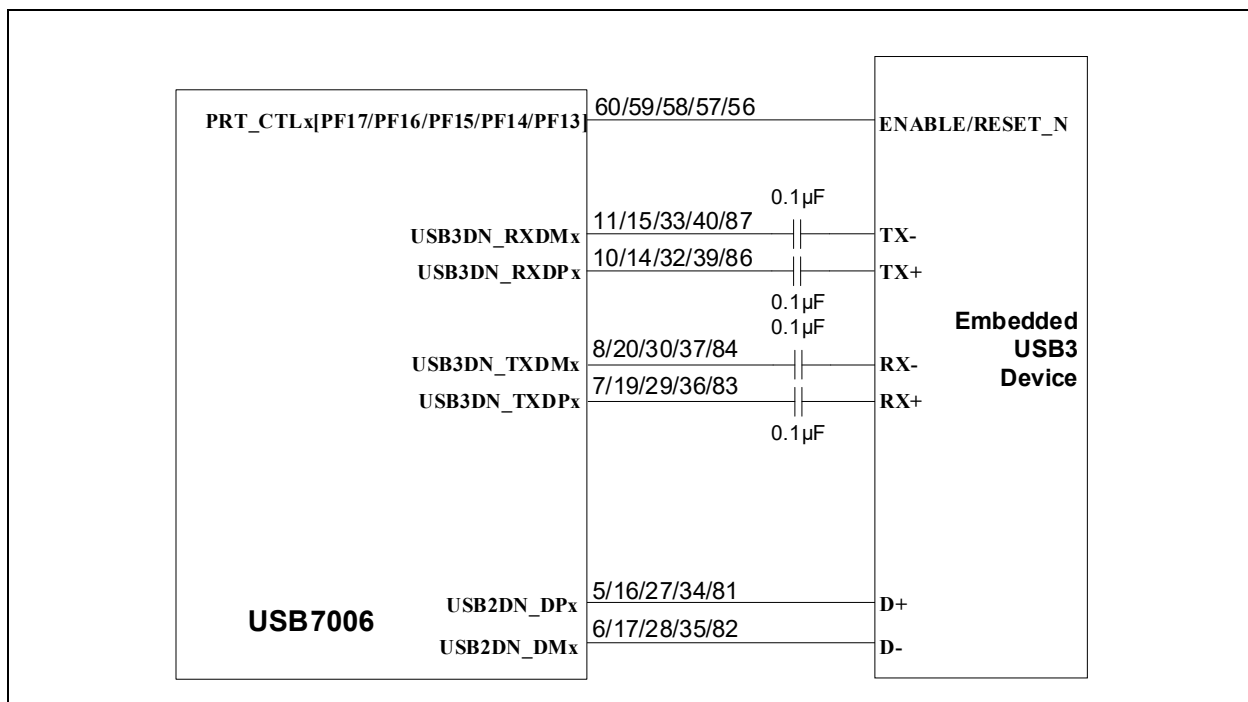 PRT_CTLx[PF17/PF16/PF15/PF14/PF13]
60/59/58/57/56
ENABLE/RESET_N
0.1µF
USB3DN_RXDMx
11/15/33/40/87
TX-
USB3DN_RXDPx
10/14/32/39/86
TX+
0.1µF
0.1µF
USB3DN_TXDMx
8/20/30/37/84
RX-
USB3DN_TXDPx
7/19/29/36/83
RX+
0.1µF
Embedded
USB3
Device
USB2DN_DPx
5/16/27/34/81
D+
USB2DN_DMx
6/17/28/35/82
D-
USB7006